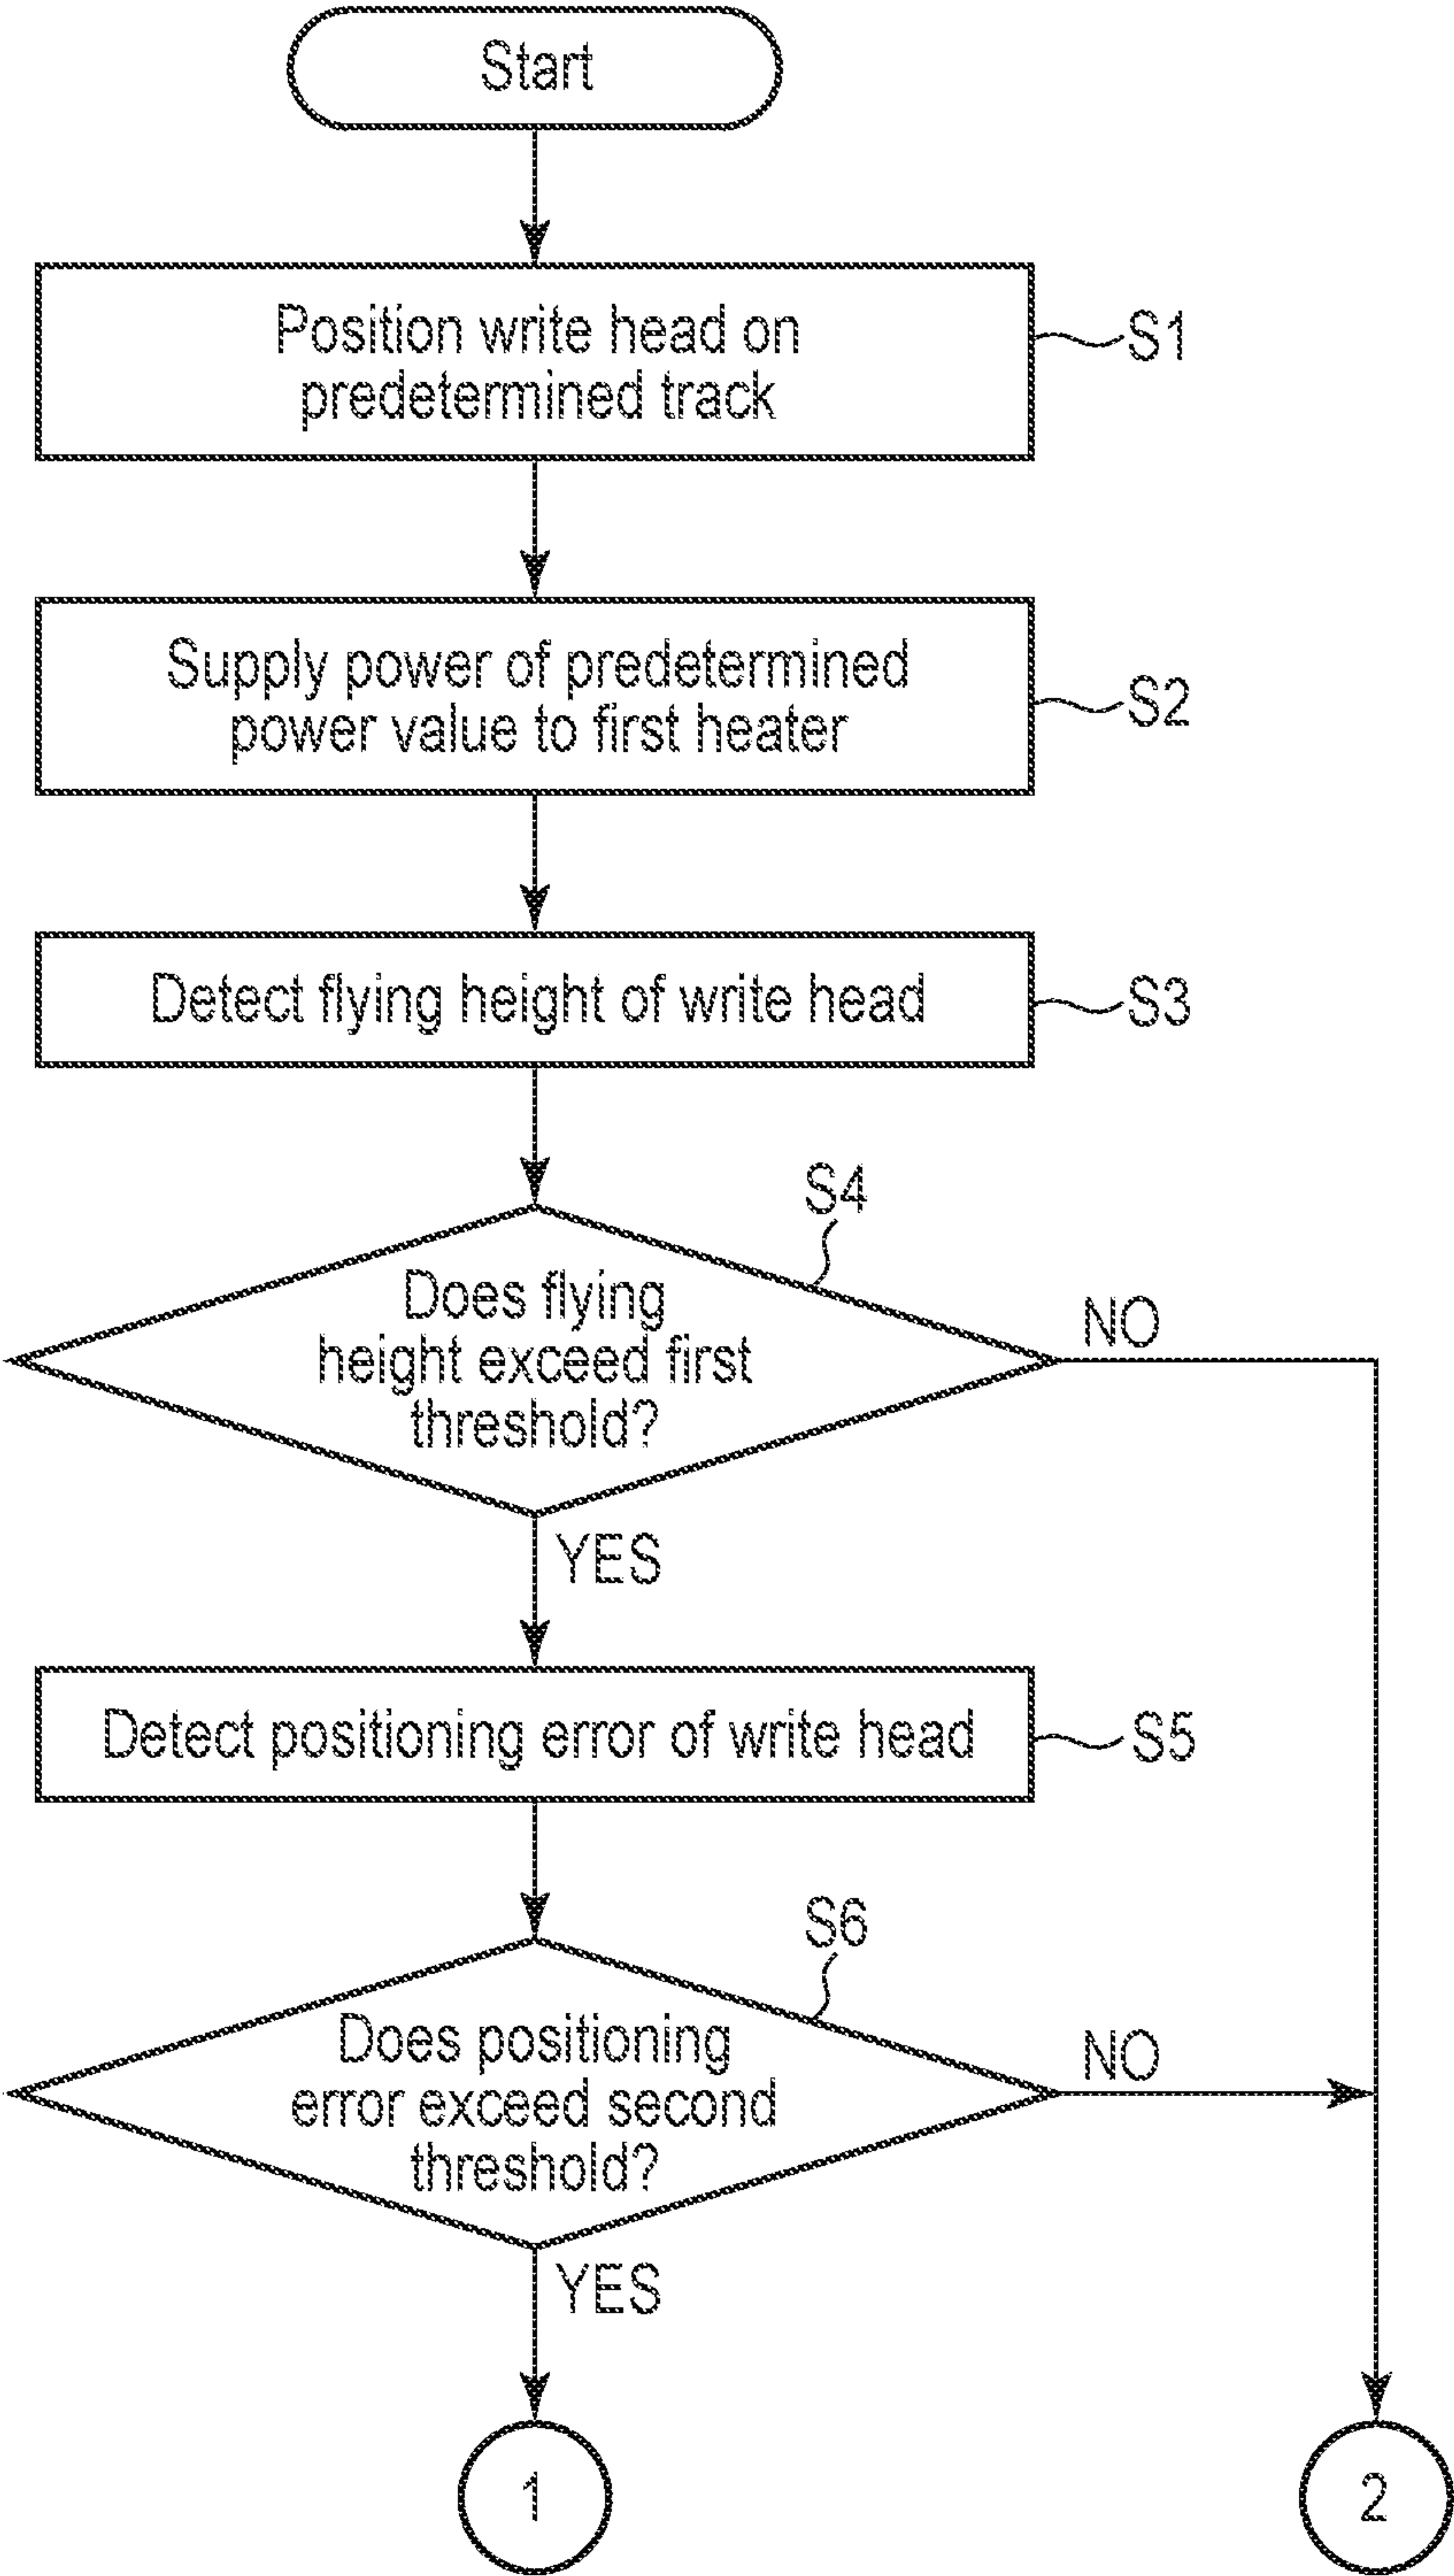 Start
Position write head on
predetermined track
S1
Supply power of predetermined
power value to first heater
S2
Detect flying height of write head
S3
S4
Does flying
height exceed first
threshold?
NO
YES
Detect positioning error of write head
S5
S6
Does positioning
error exceed second
threshold?
NO
YES
1
2